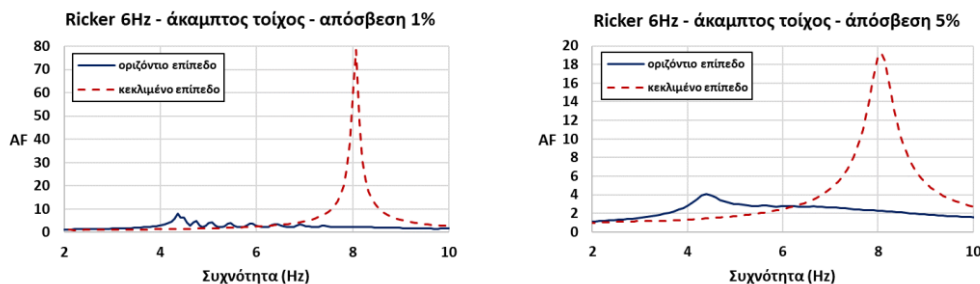 Ricker 6Hz - άκαμπτος τοίχος - απόσβεση 1%
80
70
60
50
40
30
20
10
0
AF
οριζόντιο επίπεδο
κεκλιμένο επίπεδο
2 4 6 8 10
Συχνότητα (Hz)
Ricker 6Hz - άκαμπτος τοίχος - άπόσβεση 5%
20
18
16
14
12
10
8
6
4
2
0
AF
οριζόντιο επίπεδο
κεκλιμένο επίπεδο
2 4 6 8 10
Συχνότητα (Hz)